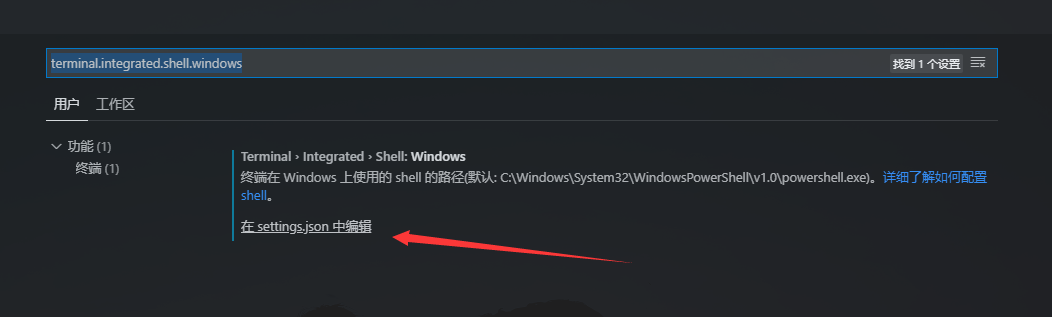 terminal.integrated.shell.windows
找到 1 个设置
用户 工作区
功能 (1)
终端 (1)
Terminal › Integrated › Shell: Windows
终端在 Windows 上使用的 shell 的路径(默认: C:\Windows\System32\WindowsPowerShell\v1.0\powershell.exe)。详细了解如何配置
shell。
在 settings.json 中编辑